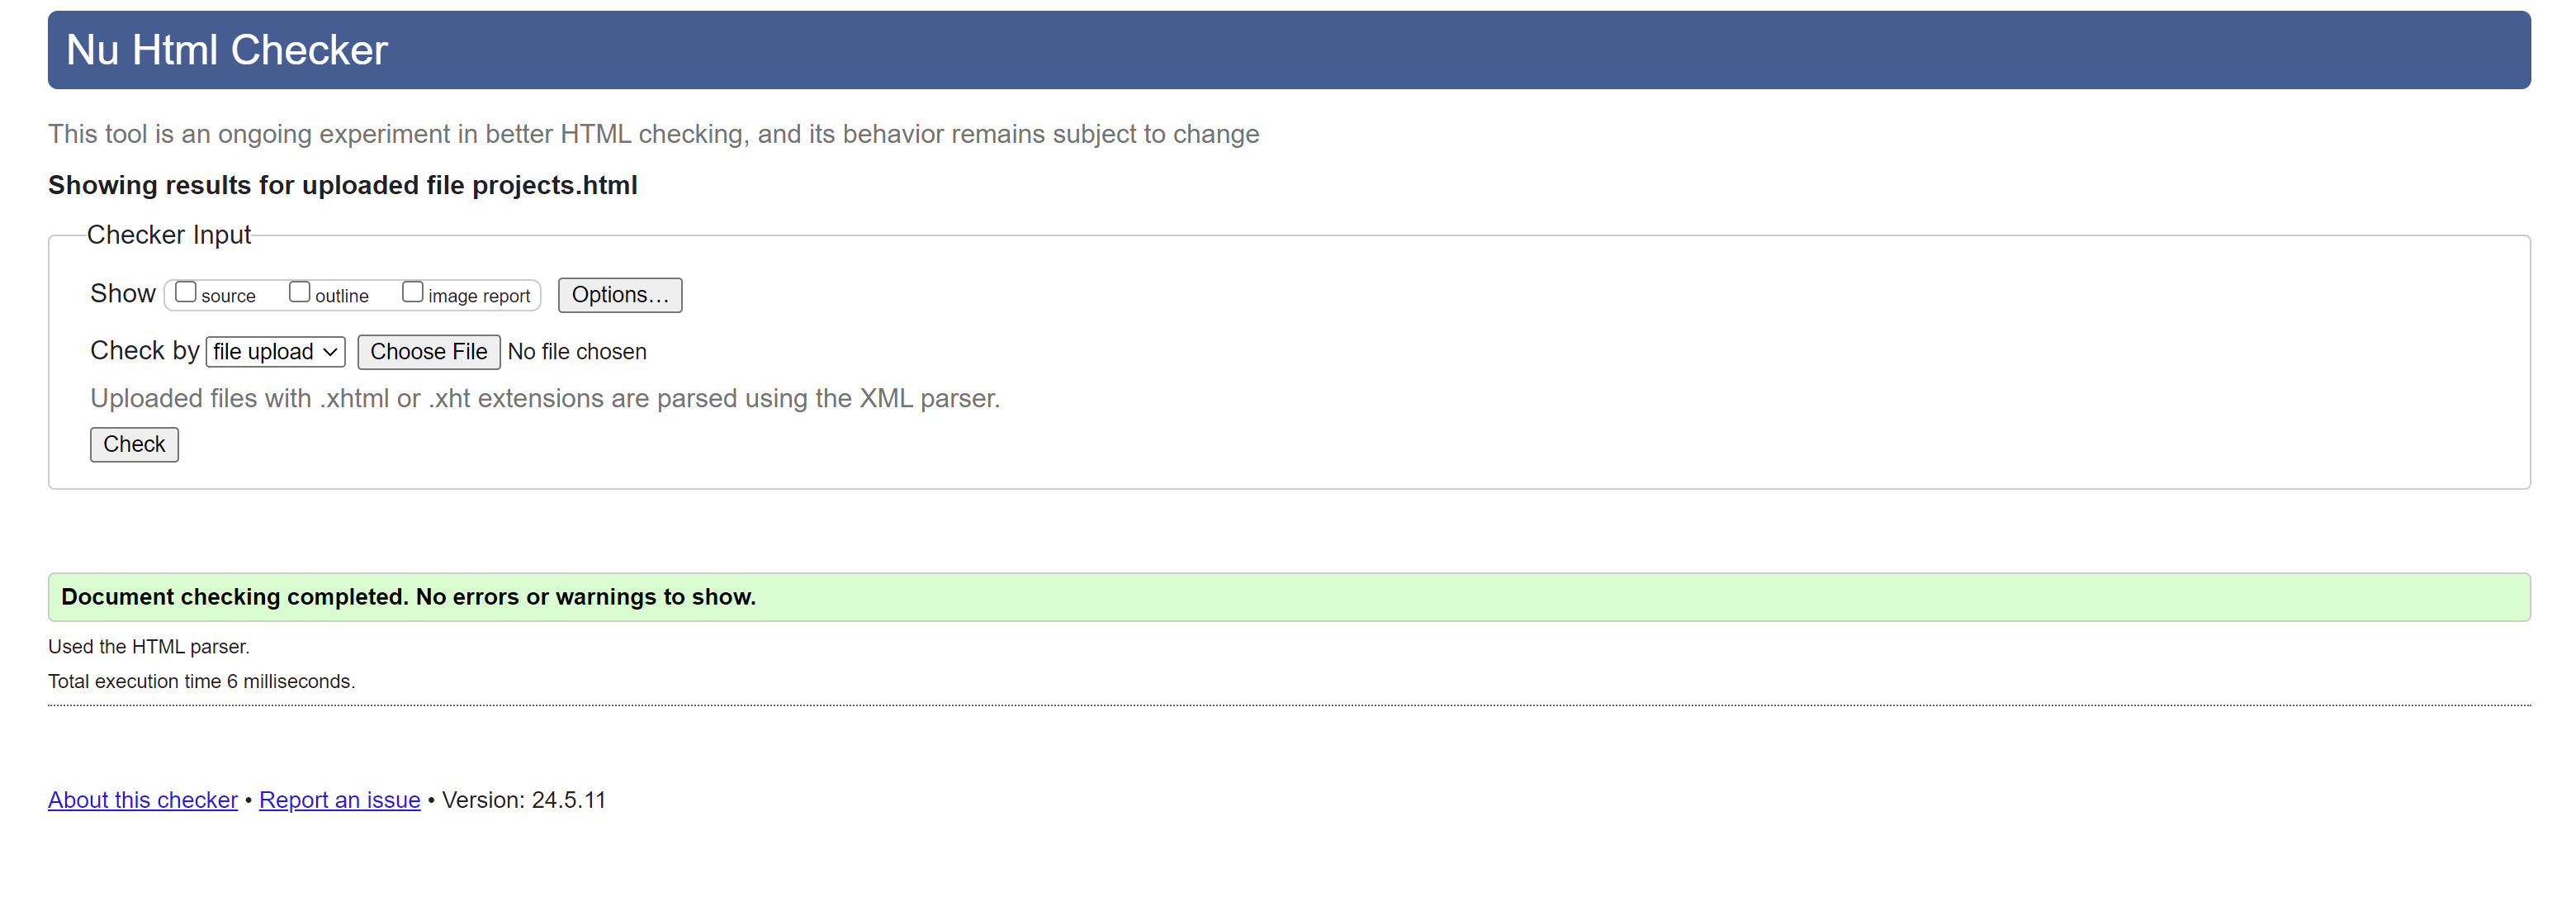 Nu Html Checker
This tool is an ongoing experiment in better HTML checking, and its behavior remains subject to change
Showing results for uploaded file projects.html
Checker Input
Show source outline image report Options...
Check by file upload Choose File No file chosen
Uploaded files with .xhtml or .xht extensions are parsed using the XML parser.
Check
Document checking completed. No errors or warnings to show.
Used the HTML parser.
Total execution time 6 milliseconds.
About this checker • Report an issue • Version: 24.5.11